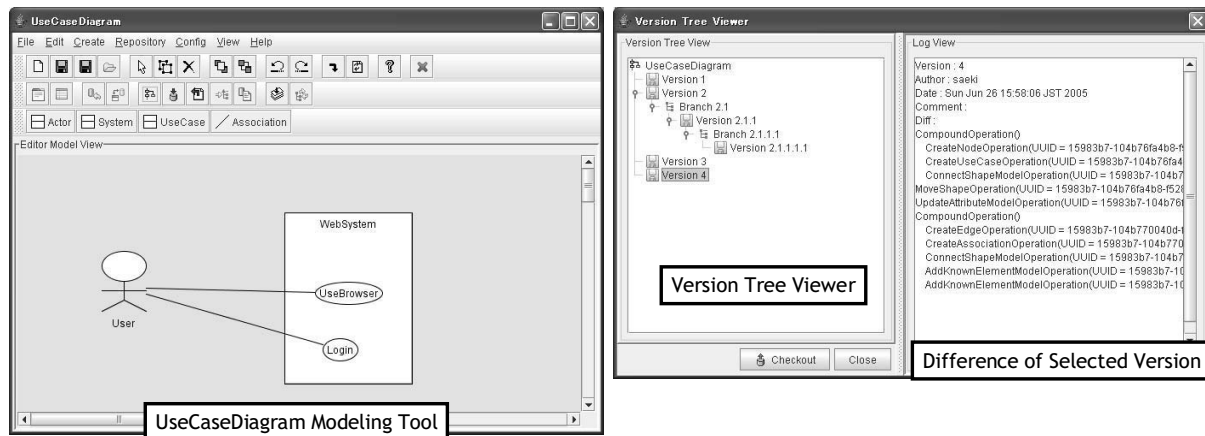 UseCaseDiagram
File Edit Create Repository Config View Help
Actor System UseCase Association
Editor Model View
WebSystem
UseBrowser
User
Login
UseCaseDiagram Modeling Tool
Version Tree Viewer
Version Tree View
UseCaseDiagram
Version 1
Version 2
Branch 2.1
Version 2.1.1
Branch 2.1.1.1
Version 2.1.1.1.1
Version 3
Version 4
Version Tree Viewer
Checkout Close
Log View
Version : 4
Author : saeki
Date : Sun Jun 26 15:58:06 JST 2005
Comment :
Diff :
CompoundOperation()
CreateNodeOperation(UUID = 15983b7-104b76fa4b8-f5
CreateUseCaseOperation(UUID = 15983b7-104b76fa4
ConnectShapeModelOperation(UUID = 15983b7-104b7
MoveShapeOperation(UUID = 15983b7-104b76fa4b8-f528
UpdateAttributeModelOperation(UUID = 15983b7-104b76f
CompoundOperation()
CreateEdgeOperation(UUID = 15983b7-104b770040d-f
CreateAssociationOperation(UUID = 15983b7-104b770
ConnectShapeModelOperation(UUID = 15983b7-104b7
AddKnownElementModelOperation(UUID = 15983b7-10
AddKnownElementModelOperation(UUID = 15983b7-10
Difference of Selected Version